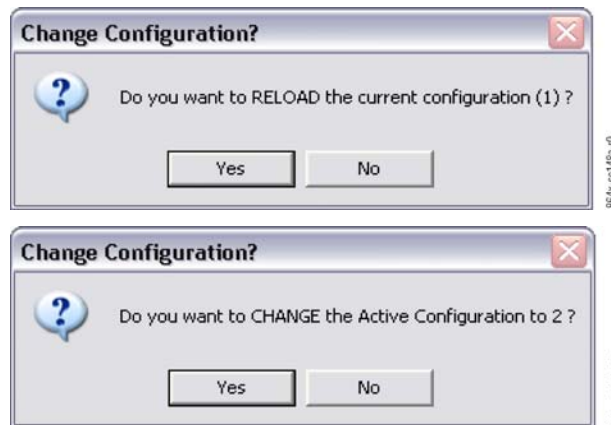 Change Configuration?
Do you want to RELOAD the current configuration (1) ?
Yes
No
Change Configuration?
Do you want to CHANGE the Active Configuration to 2 ?
Yes
No